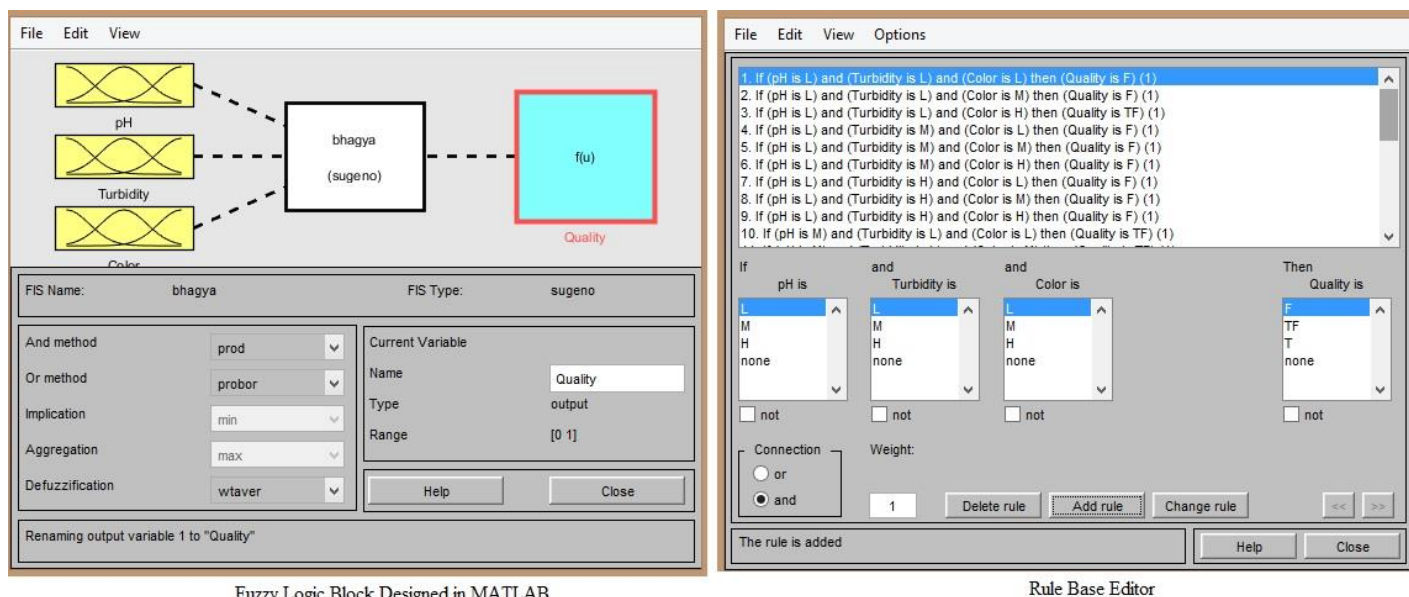 File Edit View
pH
Turbidity
Color
bhagya
(sugeno)
f(u)
Quality
FIS Name: bhagya FIS Type: sugeno
And method prod
Or method probor
Implication min
Aggregation max
Defuzzification wtaver
Current Variable
Name Quality
Type output
Range [0 1]
Help Close
Renaming output variable 1 to "Quality"
Fuzzy Logic Block Designed in MATLAB
File Edit View Options
1. If (pH is L) and (Turbidity is L) and (Color is L) then (Quality is F) (1)
2. If (pH is L) and (Turbidity is L) and (Color is M) then (Quality is F) (1)
3. If (pH is L) and (Turbidity is L) and (Color is H) then (Quality is TF) (1)
4. If (pH is L) and (Turbidity is M) and (Color is L) then (Quality is F) (1)
5. If (pH is L) and (Turbidity is M) and (Color is M) then (Quality is F) (1)
6. If (pH is L) and (Turbidity is M) and (Color is H) then (Quality is F) (1)
7. If (pH is L) and (Turbidity is H) and (Color is L) then (Quality is F) (1)
8. If (pH is L) and (Turbidity is H) and (Color is M) then (Quality is F) (1)
9. If (pH is L) and (Turbidity is H) and (Color is H) then (Quality is F) (1)
10. If (pH is M) and (Turbidity is L) and (Color is L) then (Quality is TF) (1)
If and and Then
pH is Turbidity is Color is Quality is
L L L F
M M M TF
H H H T
none none none none
not not not not
Connection Weight:
or
and 1 Delete rule Add rule Change rule << >>
The rule is added Help Close
Rule Base Editor